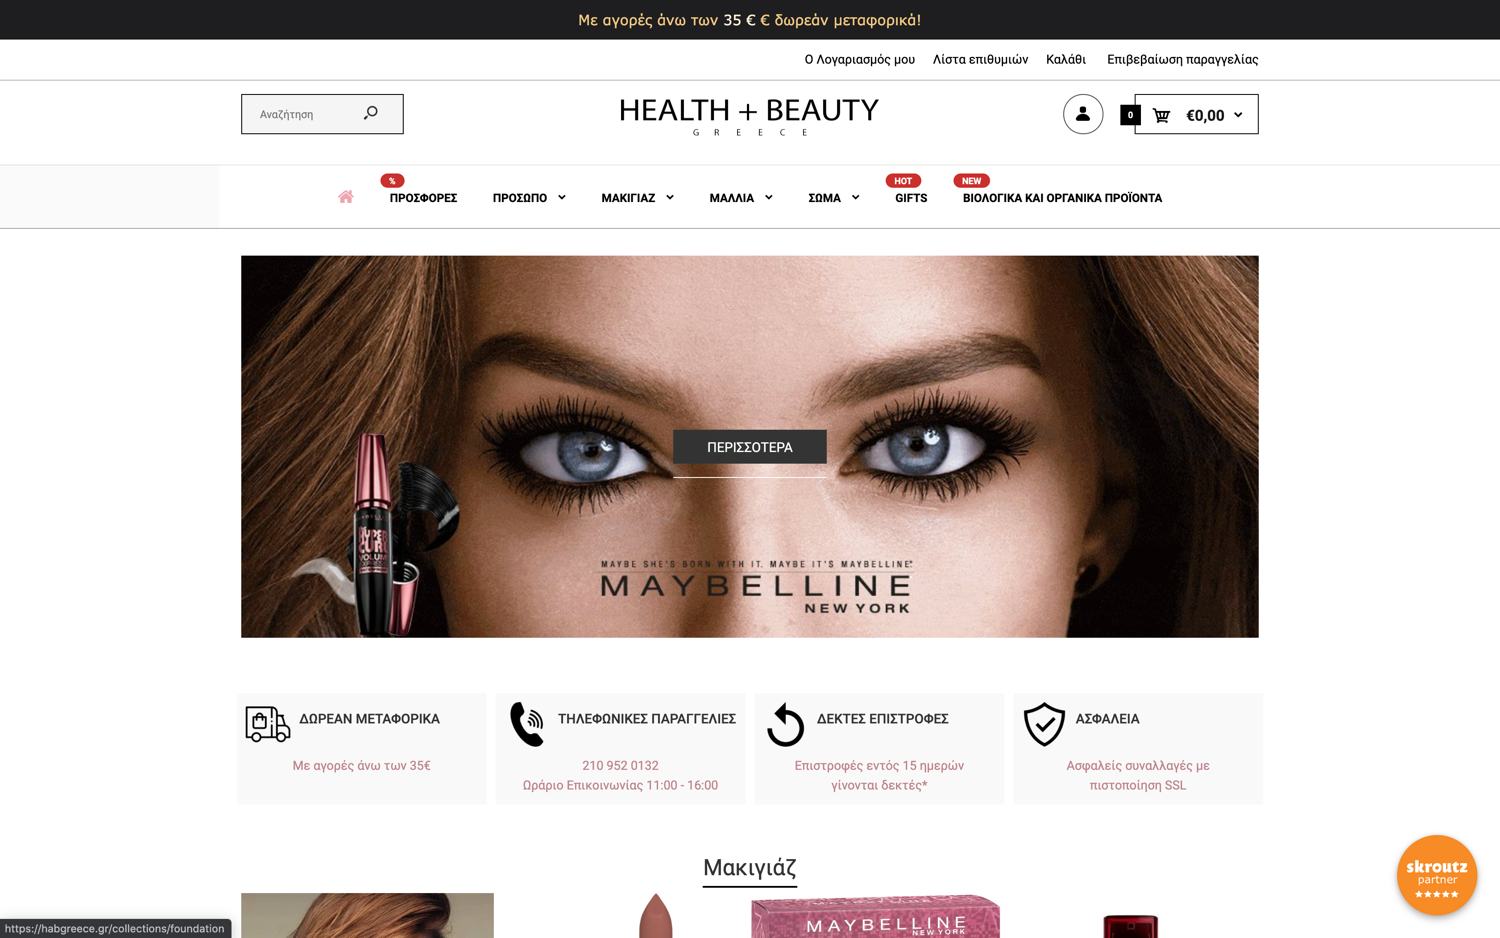 Με αγορές άνω των 35 € € δωρεάν μεταφορικά!
Ο Λογαριασμός μου Λίστα επιθυμιών Καλάθι Επιβεβαίωση παραγγελίας
Αναζήτηση
HEALTH + BEAUTY
GREECE
0 €0,00
% HOT NEW
ΠΡΟΣΦΟΡΕΣ ΠΡΟΣΩΠΟ ΜΑΚΙΓΙΑΖ ΜΑΛΛΙΑ ΣΩΜΑ GIFTS ΒΙΟΛΟΓΙΚΑ ΚΑΙ ΟΡΓΑΝΙΚΑ ΠΡΟΪΟΝΤΑ
ΠΕΡΙΣΣΟΤΕΡΑ
HYPER
CURL
VOLUM
MAYBE SHE'S BORN WITH IT. MAYBE IT'S MAYBELLINE®
MAYBELLINE
NEW YORK
ΔΩΡΕΑΝ ΜΕΤΑΦΟΡΙΚΑ
Με αγορές άνω των 35€
ΤΗΛΕΦΩΝΙΚΕΣ ΠΑΡΑΓΓΕΛΙΕΣ
210 952 0132
Ωράριο Επικοινωνίας 11:00 - 16:00
ΔΕΚΤΕΣ ΕΠΙΣΤΡΟΦΕΣ
Επιστροφές εντός 15 ημερών
γίνονται δεκτές*
ΑΣΦΑΛΕΙΑ
Ασφαλείς συναλλαγές με
πιστοποίηση SSL
Μακιγιάζ
MAYBELLINE
NEW YORK
skroutz
partner
https://habgreece.gr/collections/foundation